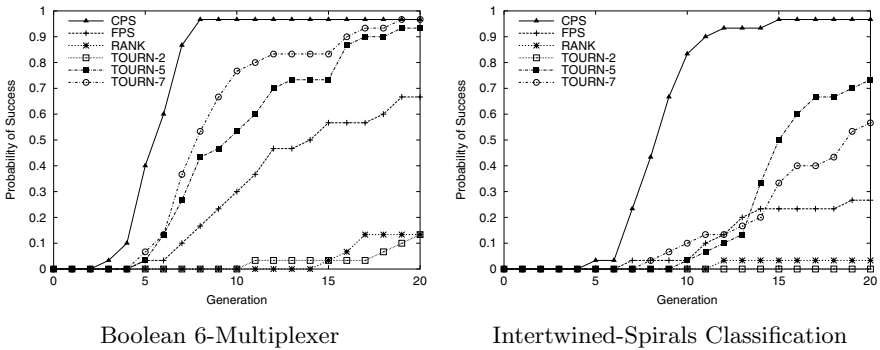 1
0.9
0.8
0.7
0.6
0.5
0.4
0.3
0.2
0.1
0
Probability of Success
CPS
FPS
RANK
TOURN-2
TOURN-5
TOURN-7
0 5 10 15 20
Generation
Boolean 6-Multiplexer
1
0.9
0.8
0.7
0.6
0.5
0.4
0.3
0.2
0.1
0
Probability of Success
CPS
FPS
RANK
TOURN-2
TOURN-5
TOURN-7
0 5 10 15 20
Generation
Intertwined-Spirals Classification